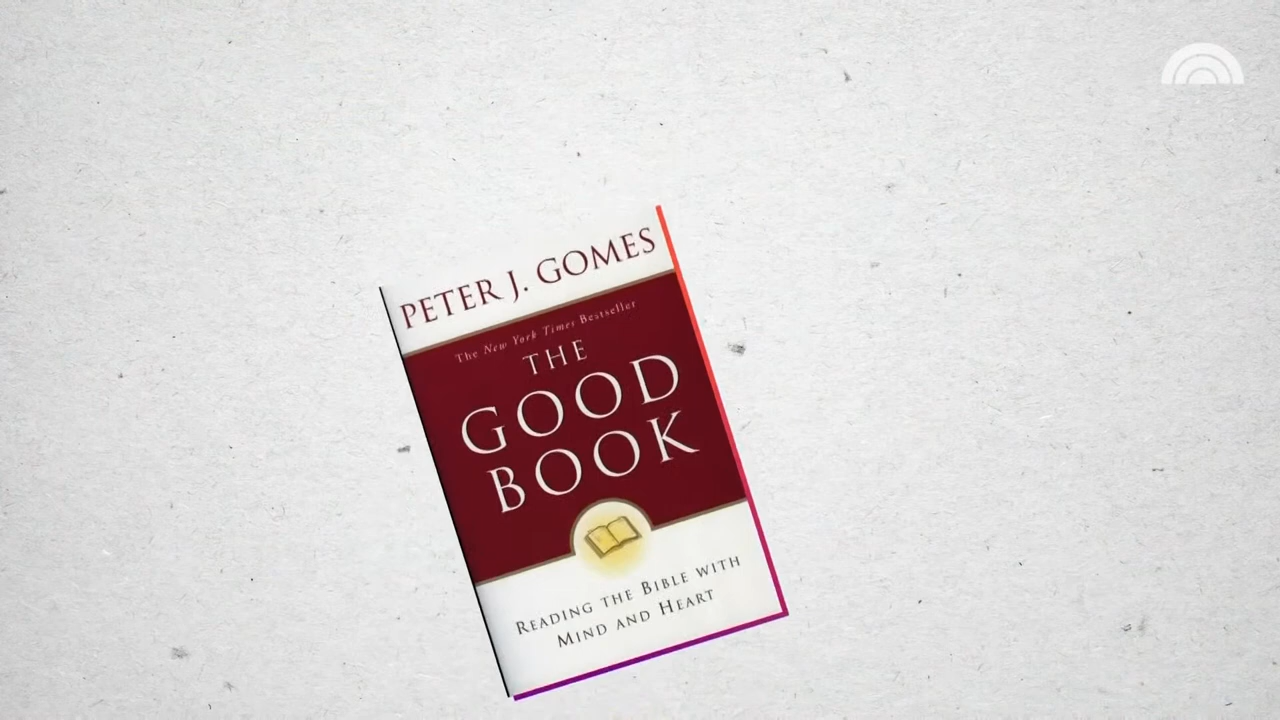 PETER J. GOMES
The New York Times Bestseller
THE
GOOD
BOOK
READING THE BIBLE WITH
MIND AND HEART